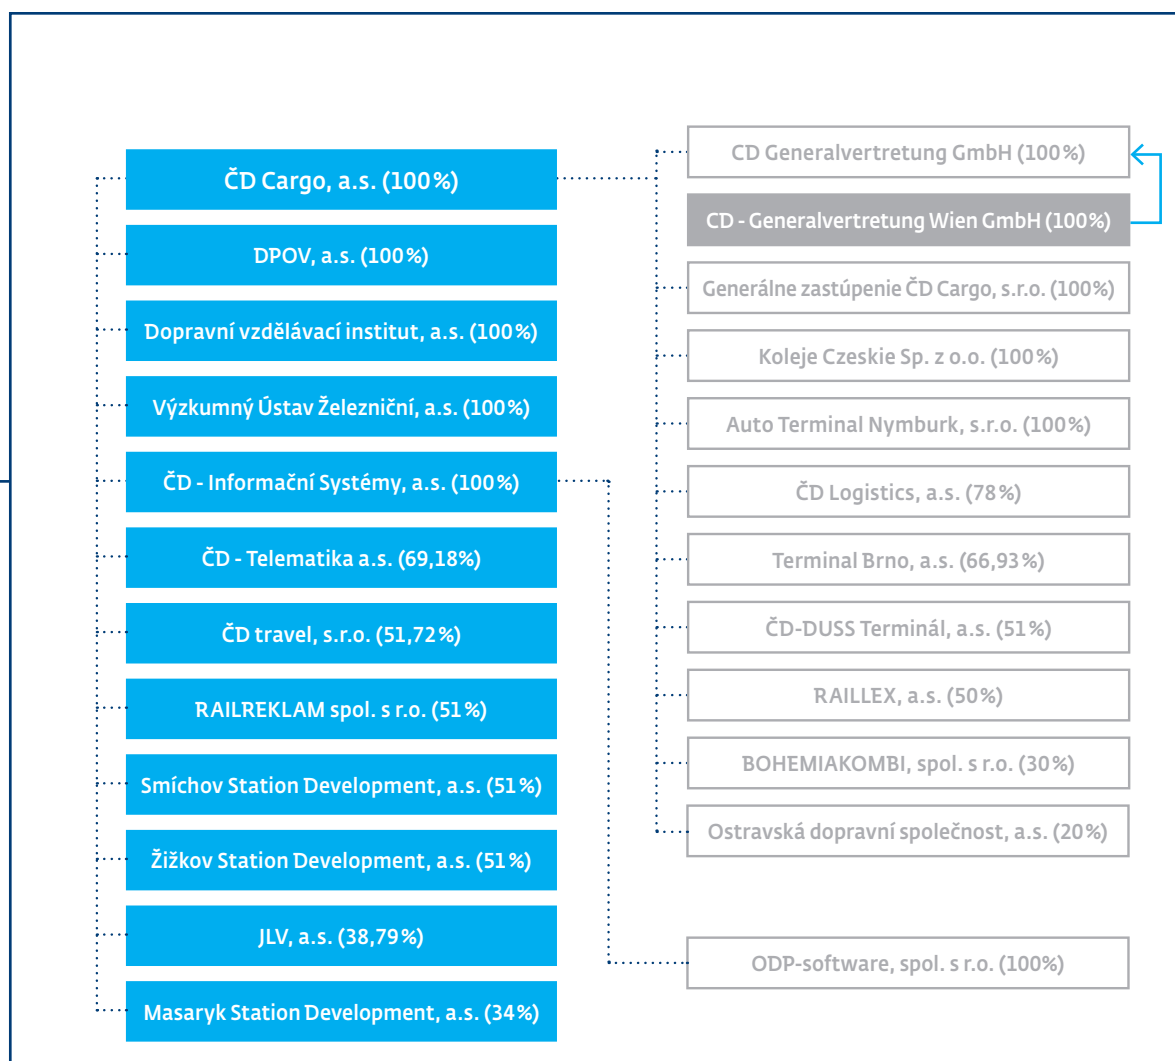 ČD Cargo, a.s. (100%)
DPOV, a.s. (100%)
Dopravní vzdělávací institut, a.s. (100%)
Výzkumný Ústav Železniční, a.s. (100%)
ČD - Informační Systémy, a.s. (100%)
ČD - Telematika a.s. (69,18%)
ČD travel, s.r.o. (51,72%)
RAILREKLAM spol. s r.o. (51%)
Smíchov Station Development, a.s. (51%)
Žižkov Station Development, a.s. (51%)
JLV, a.s. (38,79%)
Masaryk Station Development, a.s. (34%)
CD Generalvertretung GmbH (100%)
CD - Generalvertretung Wien GmbH (100%)
Generálne zastúpenie ČD Cargo, s.r.o. (100%)
Koleje Czeskie Sp. z o.o. (100%)
Auto Terminal Nymburk, s.r.o. (100%)
ČD Logistics, a.s. (78%)
Terminal Brno, a.s. (66,93%)
ČD-DUSS Terminál, a.s. (51%)
RAILLEX, a.s. (50%)
BOHEMIAKOMBI, spol. s r.o. (30%)
Ostravská dopravní společnost, a.s. (20%)
ODP-software, spol. s r.o. (100%)